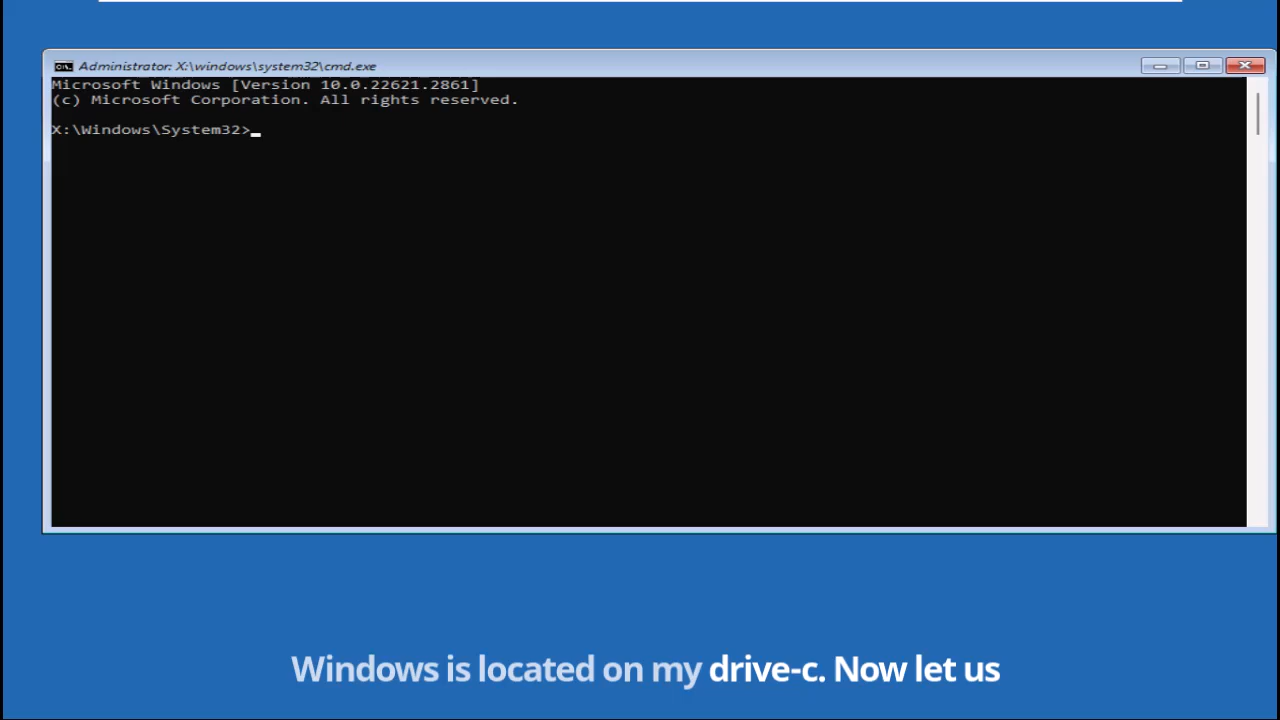 Administrator: X:\windows\system32\cmd.exe
Microsoft Windows [Version 10.0.22621.2861]
(c) Microsoft Corporation. All rights reserved.
X:\Windows\System32>
Windows is located on my drive-c. Now let us